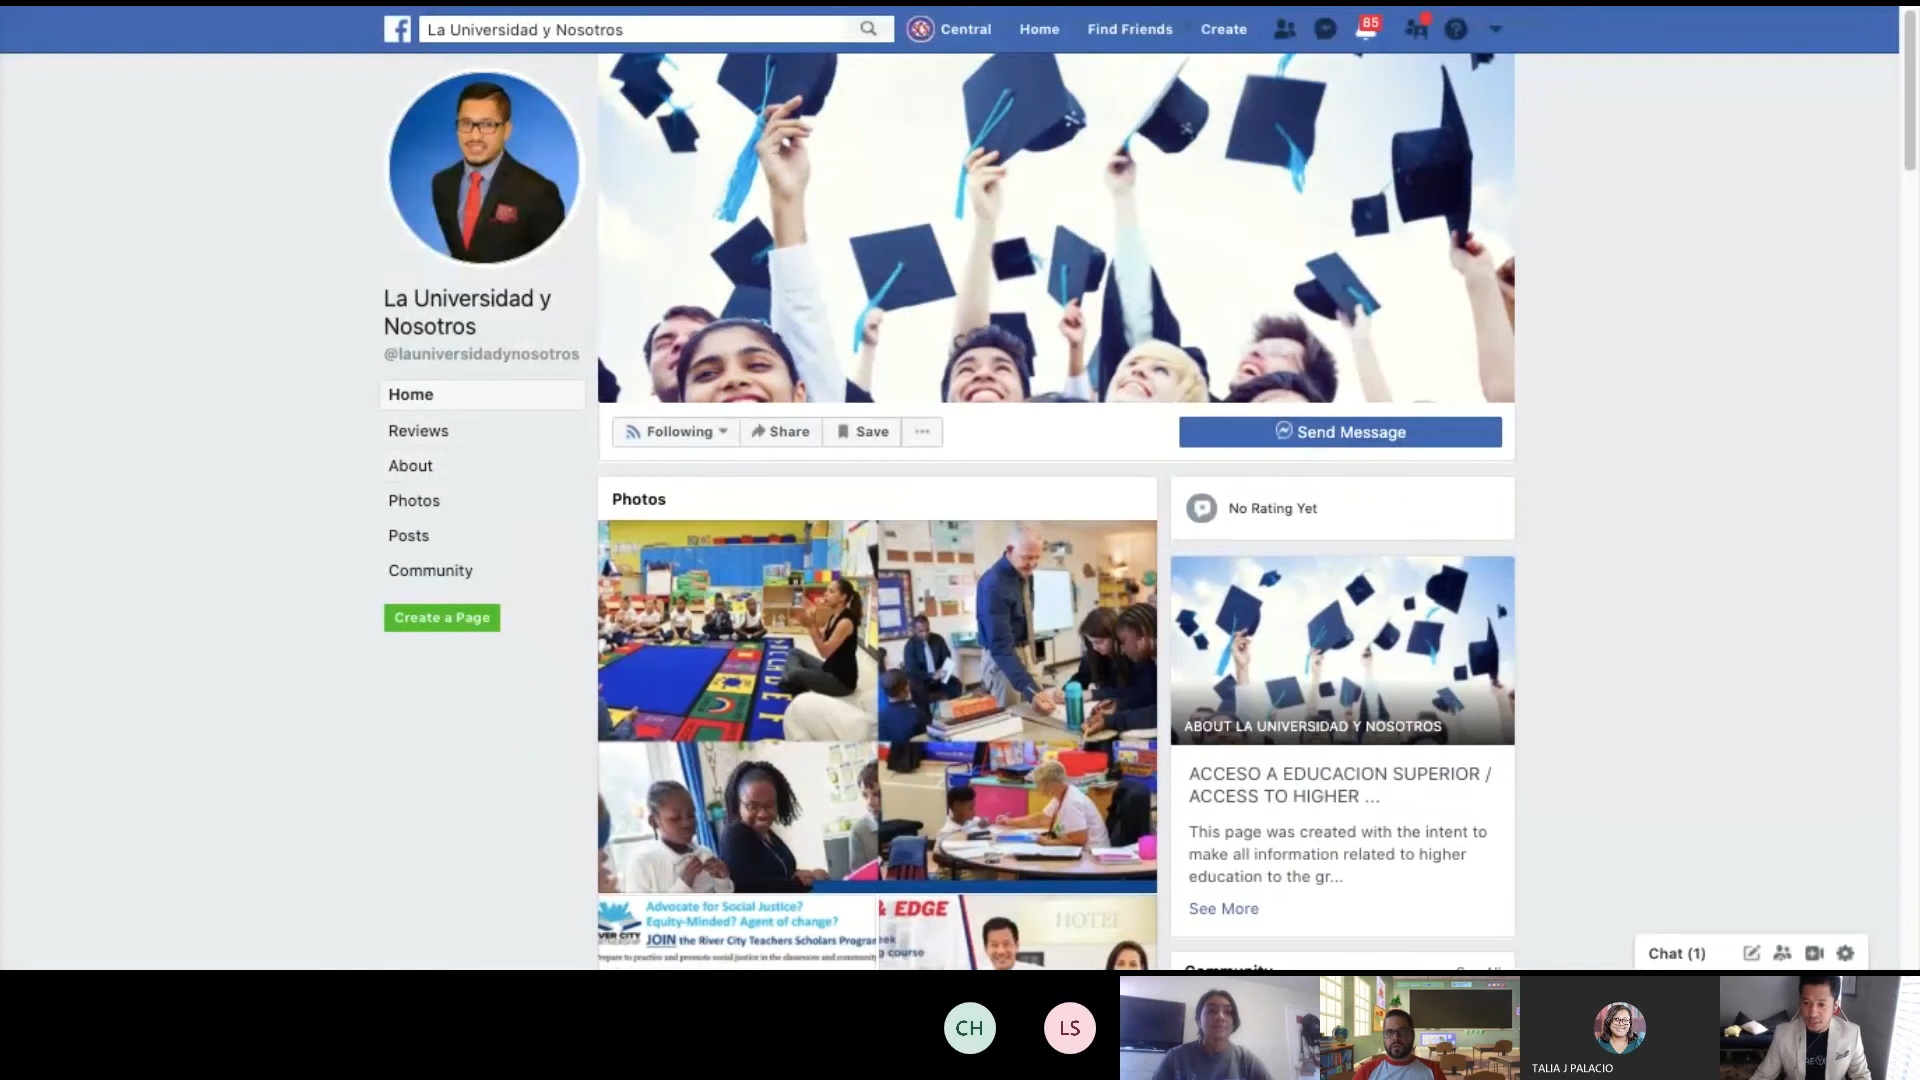 La Universidad y Nosotros
Central
Home
Find Friends
Create
85
La Universidad y
Nosotros
@launiversidadynosotros
Home
Reviews
About
Photos
Posts
Community
Create a Page
Following
Share
Save
Send Message
Photos
Advocate for Social Justice?
Equity-Minded? Agent of change?
JOIN the River City Teachers Scholars Program
& EDGE
HOTEL
course
No Rating Yet
ABOUT LA UNIVERSIDAD Y NOSOTROS
ACCESO A EDUCACION SUPERIOR /
ACCESS TO HIGHER ...
This page was created with the intent to
make all information related to higher
education to the gr...
See More
Community
Chat (1)
CH
LS
TALIA J PALACIO